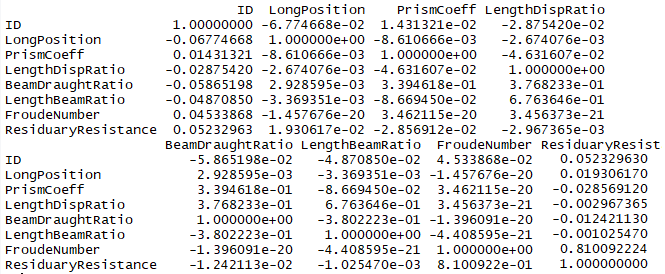 ID LongPosition PrismCoeff LengthDispRatio
ID 1.00000000 -6.774668e-02 1.431321e-02 -2.875420e-02
LongPosition -0.06774668 1.000000e+00 -8.610666e-03 -2.674076e-03
PrismCoeff 0.01431321 -8.610666e-03 1.000000e+00 -4.631607e-02
LengthDispRatio -0.02875420 -2.674076e-03 -4.631607e-02 1.000000e+00
BeamDraughtRatio -0.05865198 2.928595e-03 3.394618e-01 3.768233e-01
LengthBeamRatio -0.04870850 -3.369351e-03 -8.669450e-02 6.763646e-01
FroudeNumber 0.04533868 -1.457676e-20 3.462115e-20 3.456373e-21
ResiduaryResistance 0.05232963 1.930617e-02 -2.856912e-02 -2.967365e-03
BeamDraughtRatio LengthBeamRatio FroudeNumber ResiduaryResist
ID -5.865198e-02 -4.870850e-02 4.533868e-02 0.052329630
LongPosition 2.928595e-03 -3.369351e-03 -1.457676e-20 0.019306170
PrismCoeff 3.394618e-01 -8.669450e-02 3.462115e-20 -0.028569120
LengthDispRatio 3.768233e-01 6.763646e-01 3.456373e-21 -0.002967365
BeamDraughtRatio 1.000000e+00 -3.802223e-01 -1.396091e-20 -0.012421130
LengthBeamRatio -3.802223e-01 1.000000e+00 -4.408595e-21 -0.001025470
FroudeNumber -1.396091e-20 -4.408595e-21 1.000000e+00 0.810092224
ResiduaryResistance -1.242113e-02 -1.025470e-03 8.100922e-01 1.000000000